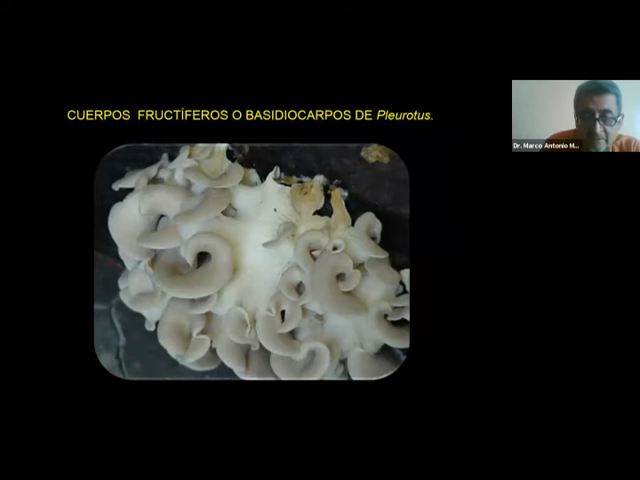 CUERPOS FRUCTÍFEROS O BASIDIOCARPOS DE Pleurotus.
Dr. Marco Antonio M...